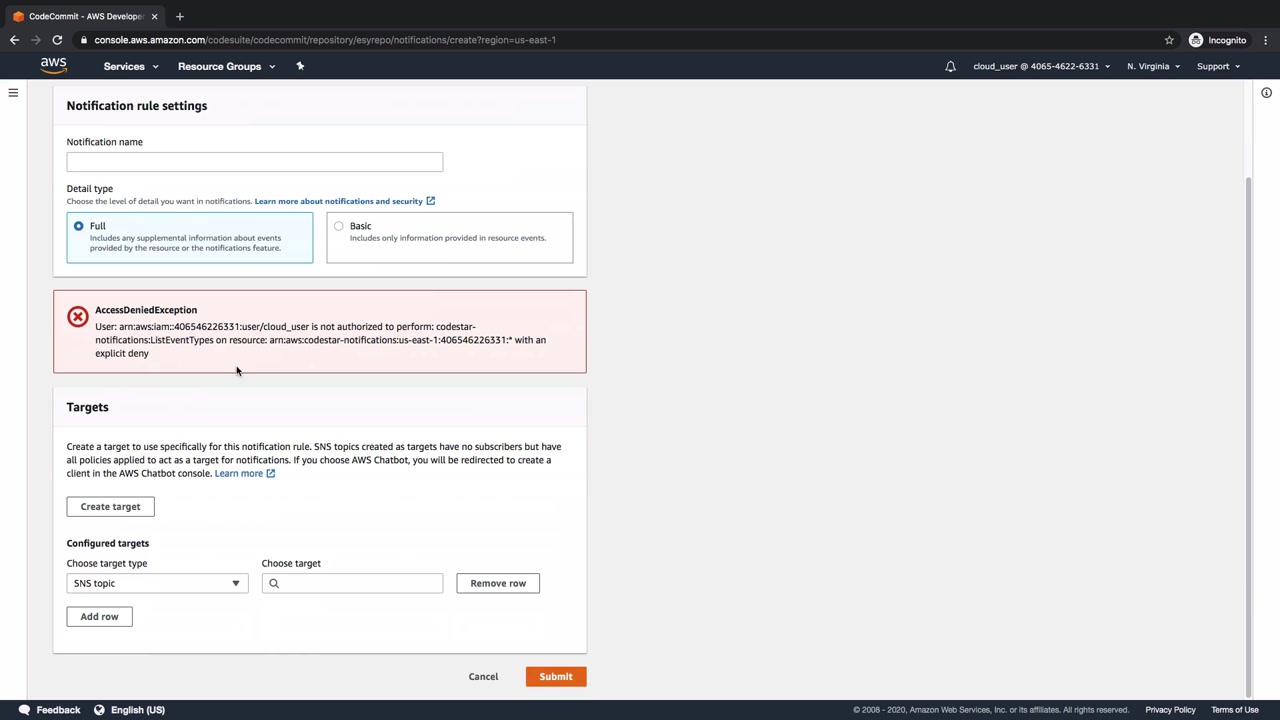 CodeCommit - AWS Developer
console.aws.amazon.com/codesuite/codecommit/repository/esyrepo/notifications/create?region=us-east-1
Incognito
aws
Services
Resource Groups
cloud_user @ 4065-4622-6331
N. Virginia
Support
Notification rule settings
Notification name
Detail type
Choose the level of detail you want in notifications. Learn more about notifications and security
Full
Includes any supplemental information about events
provided by the resource or the notifications feature.
Basic
Includes only information provided in resource events.
AccessDeniedException
User: arn:aws:iam::406546226331:user/cloud_user is not authorized to perform: codestar-
notifications:ListEventTypes on resource: arn:aws:codestar-notifications:us-east-1:406546226331:* with an
explicit deny
Targets
Create a target to use specifically for this notification rule. SNS topics created as targets have no subscribers but have
all policies applied to act as a target for notifications. If you choose AWS Chatbot, you will be redirected to create a
client in the AWS Chatbot console. Learn more
Create target
Configured targets
Choose target type
Choose target
SNS topic
Remove row
Add row
Cancel
Submit
Feedback
English (US)
© 2008 - 2020, Amazon Web Services, Inc. or its affiliates. All rights reserved.
Privacy Policy
Terms of Use